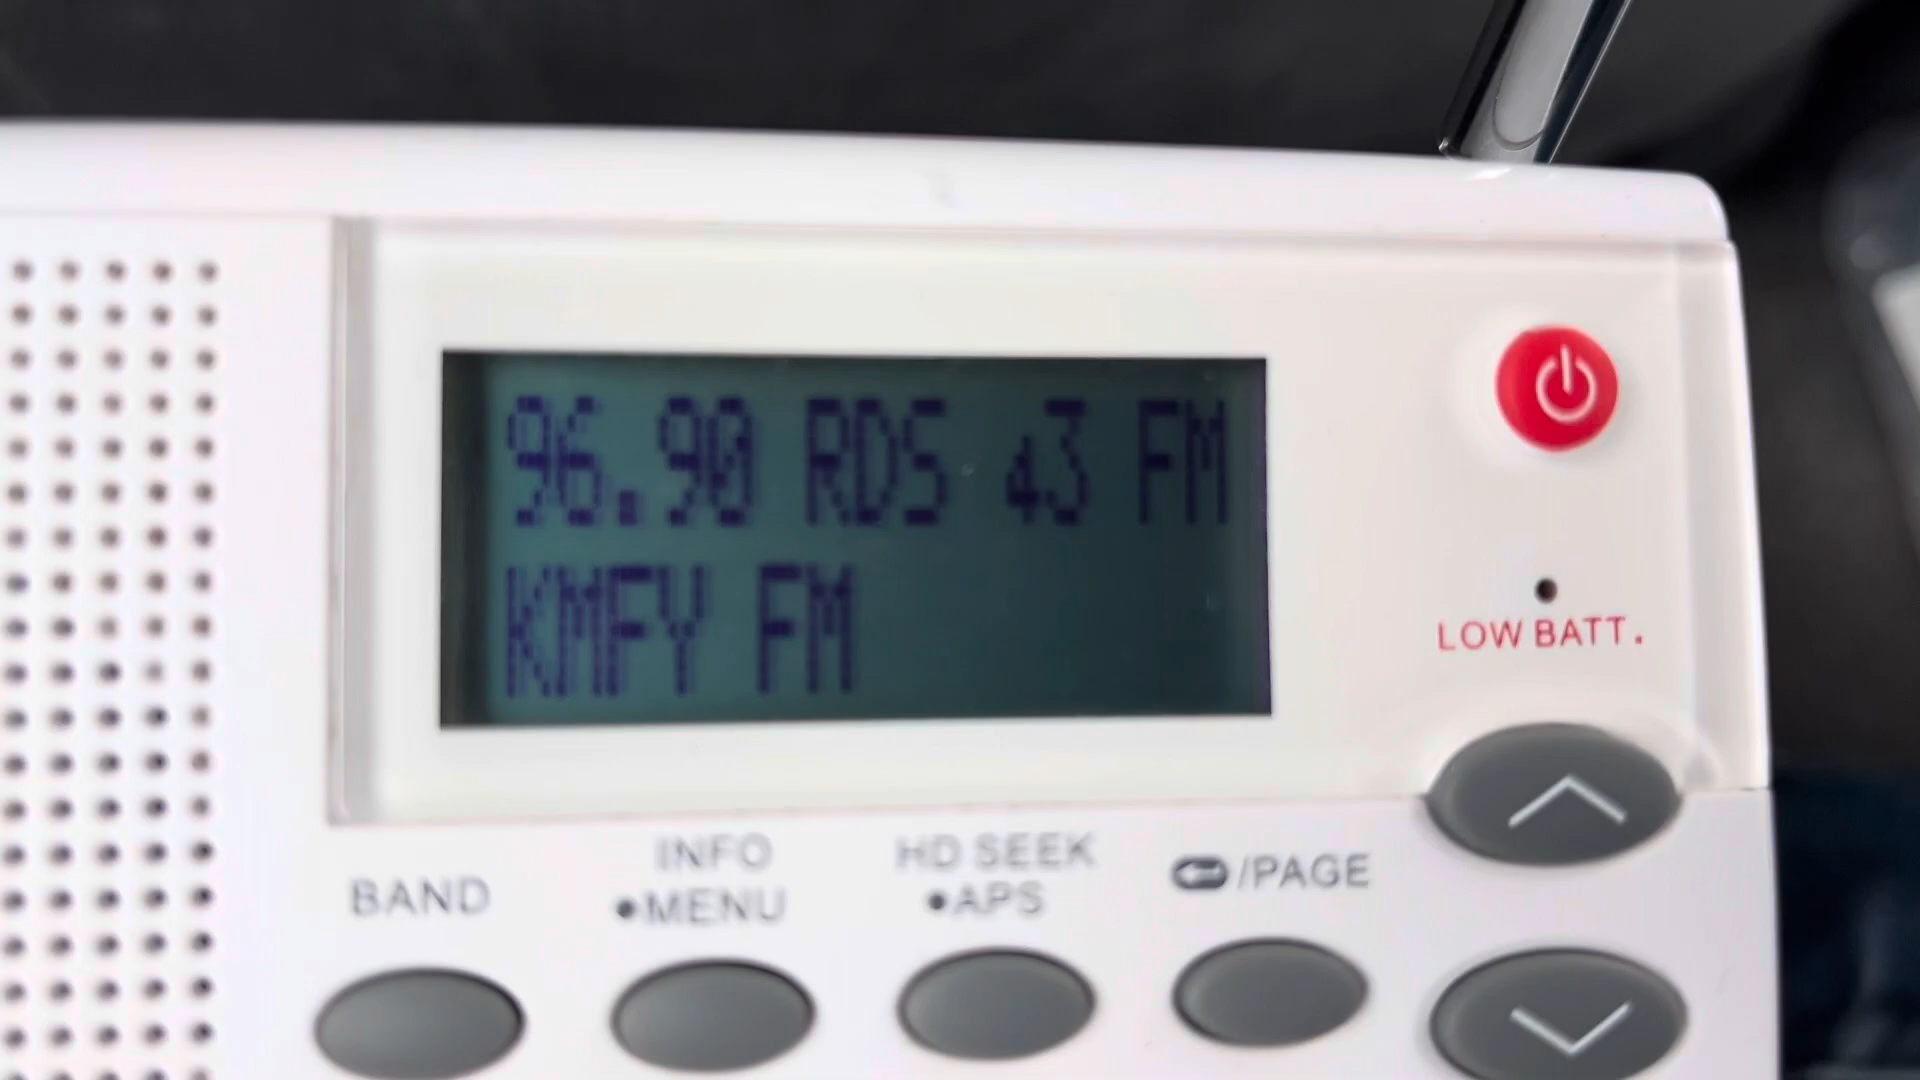 96.90 RDS 43 FM
KMFY FM
LOW BATT.
BAND
INFO
•MENU
HD SEEK
•APS
/PAGE